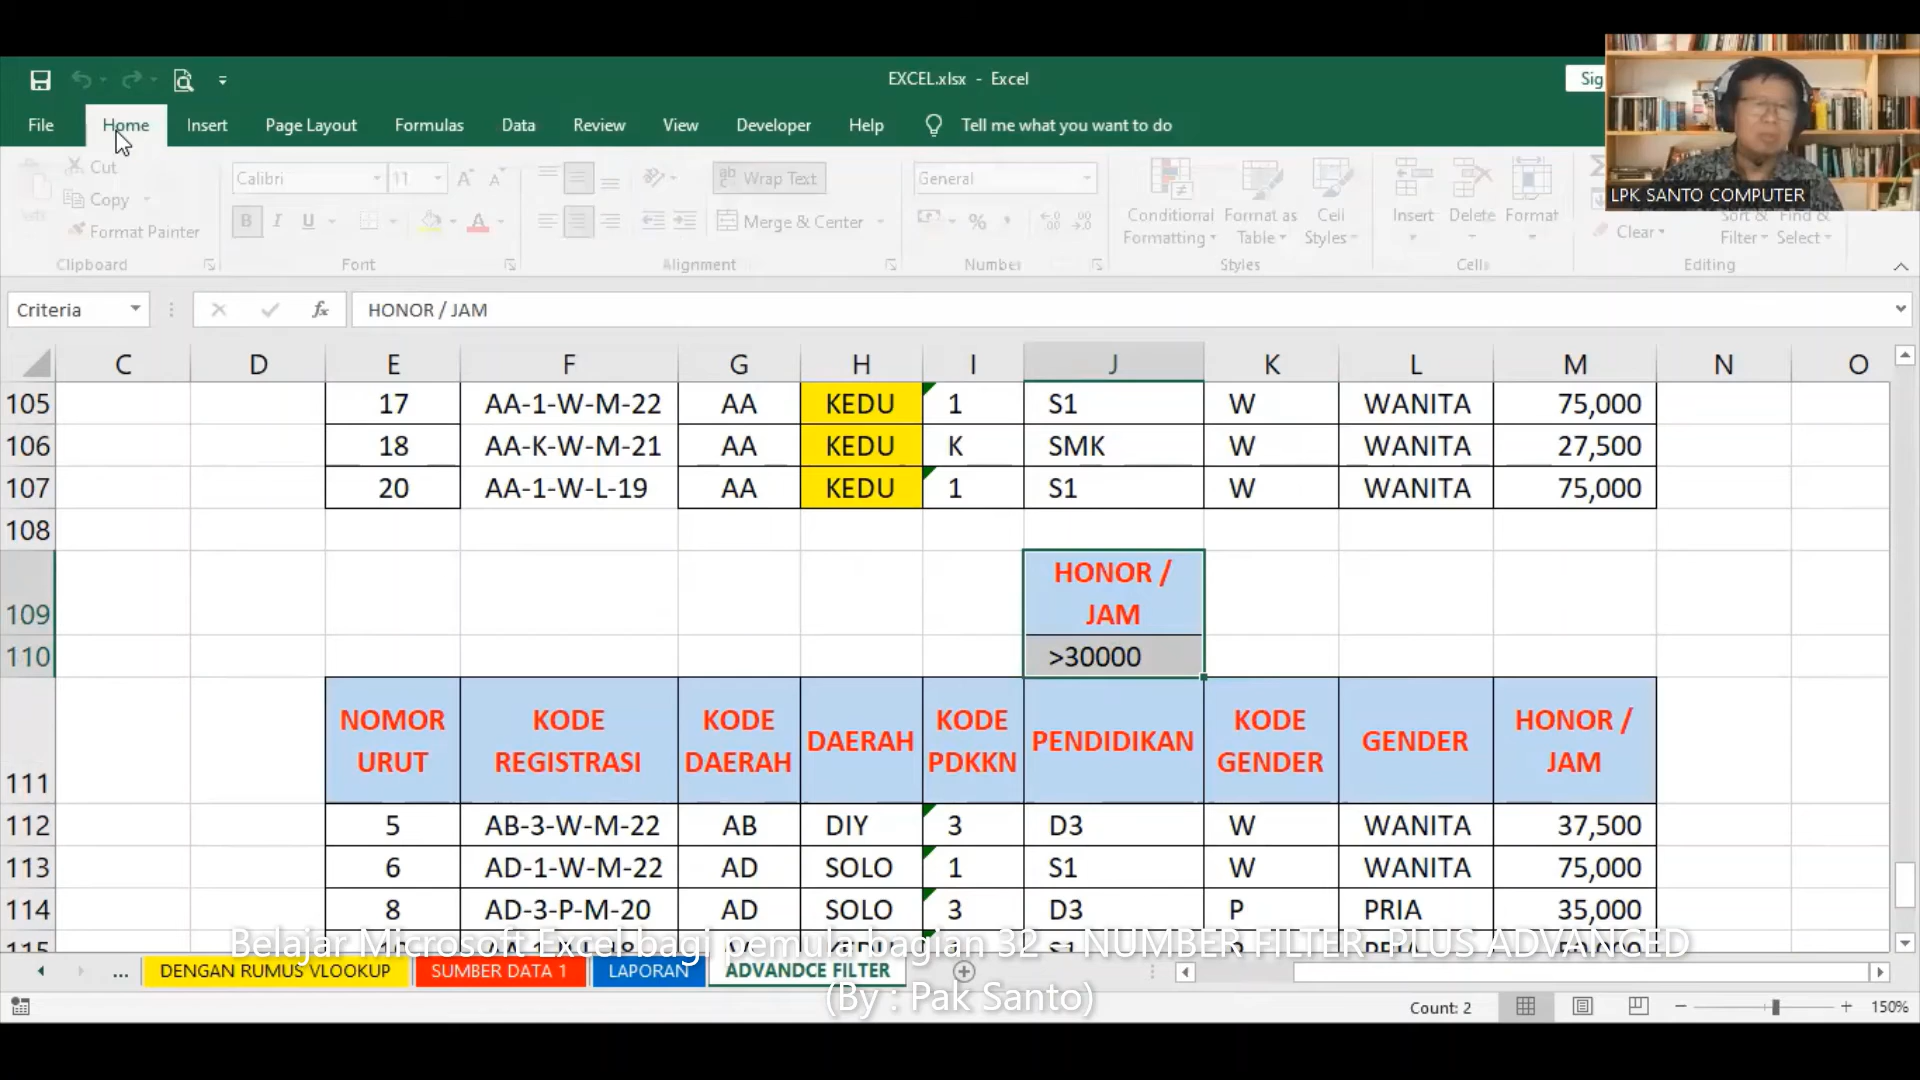 EXCEL.xlsx - Excel
Sig
File Home Insert Page Layout Formulas Data Review View Developer Help Tell me what you want to do
LPK SANTO COMPUTER
Cut
Copy
Format Painter
Clipboard
Calibri 11
B I U
Font
Wrap Text
Merge & Center
Alignment
General
%
Number
Conditional Formatting
Format as Table
Cell Styles
Styles
Insert Delete Format
Cells
Clear
Sort & Filter
Find & Select
Editing
Criteria fx HONOR / JAM
C D E F G H I J K L M N O
105 17 AA-1-W-M-22 AA KEDU 1 S1 W WANITA 75,000
106 18 AA-K-W-M-21 AA KEDU K SMK W WANITA 27,500
107 20 AA-1-W-L-19 AA KEDU 1 S1 W WANITA 75,000
108
109 HONOR / JAM
110 >30000
111 NOMOR URUT KODE REGISTRASI KODE DAERAH DAERAH KODE PDKKN PENDIDIKAN KODE GENDER GENDER HONOR / JAM
112 5 AB-3-W-M-22 AB DIY 3 D3 W WANITA 37,500
113 6 AD-1-W-M-22 AD SOLO 1 S1 W WANITA 75,000
114 8 AD-3-P-M-20 AD SOLO 3 D3 P PRIA 35,000
115
Belajar Microsoft Excel bagi pemula bagian 32 - NUMBER FILTER PLUS ADVANCED
(By : Pak Santo)
... DENGAN RUMUS VLOOKUP SUMBER DATA 1 LAPORAN ADVANDCE FILTER
Count: 2 150%